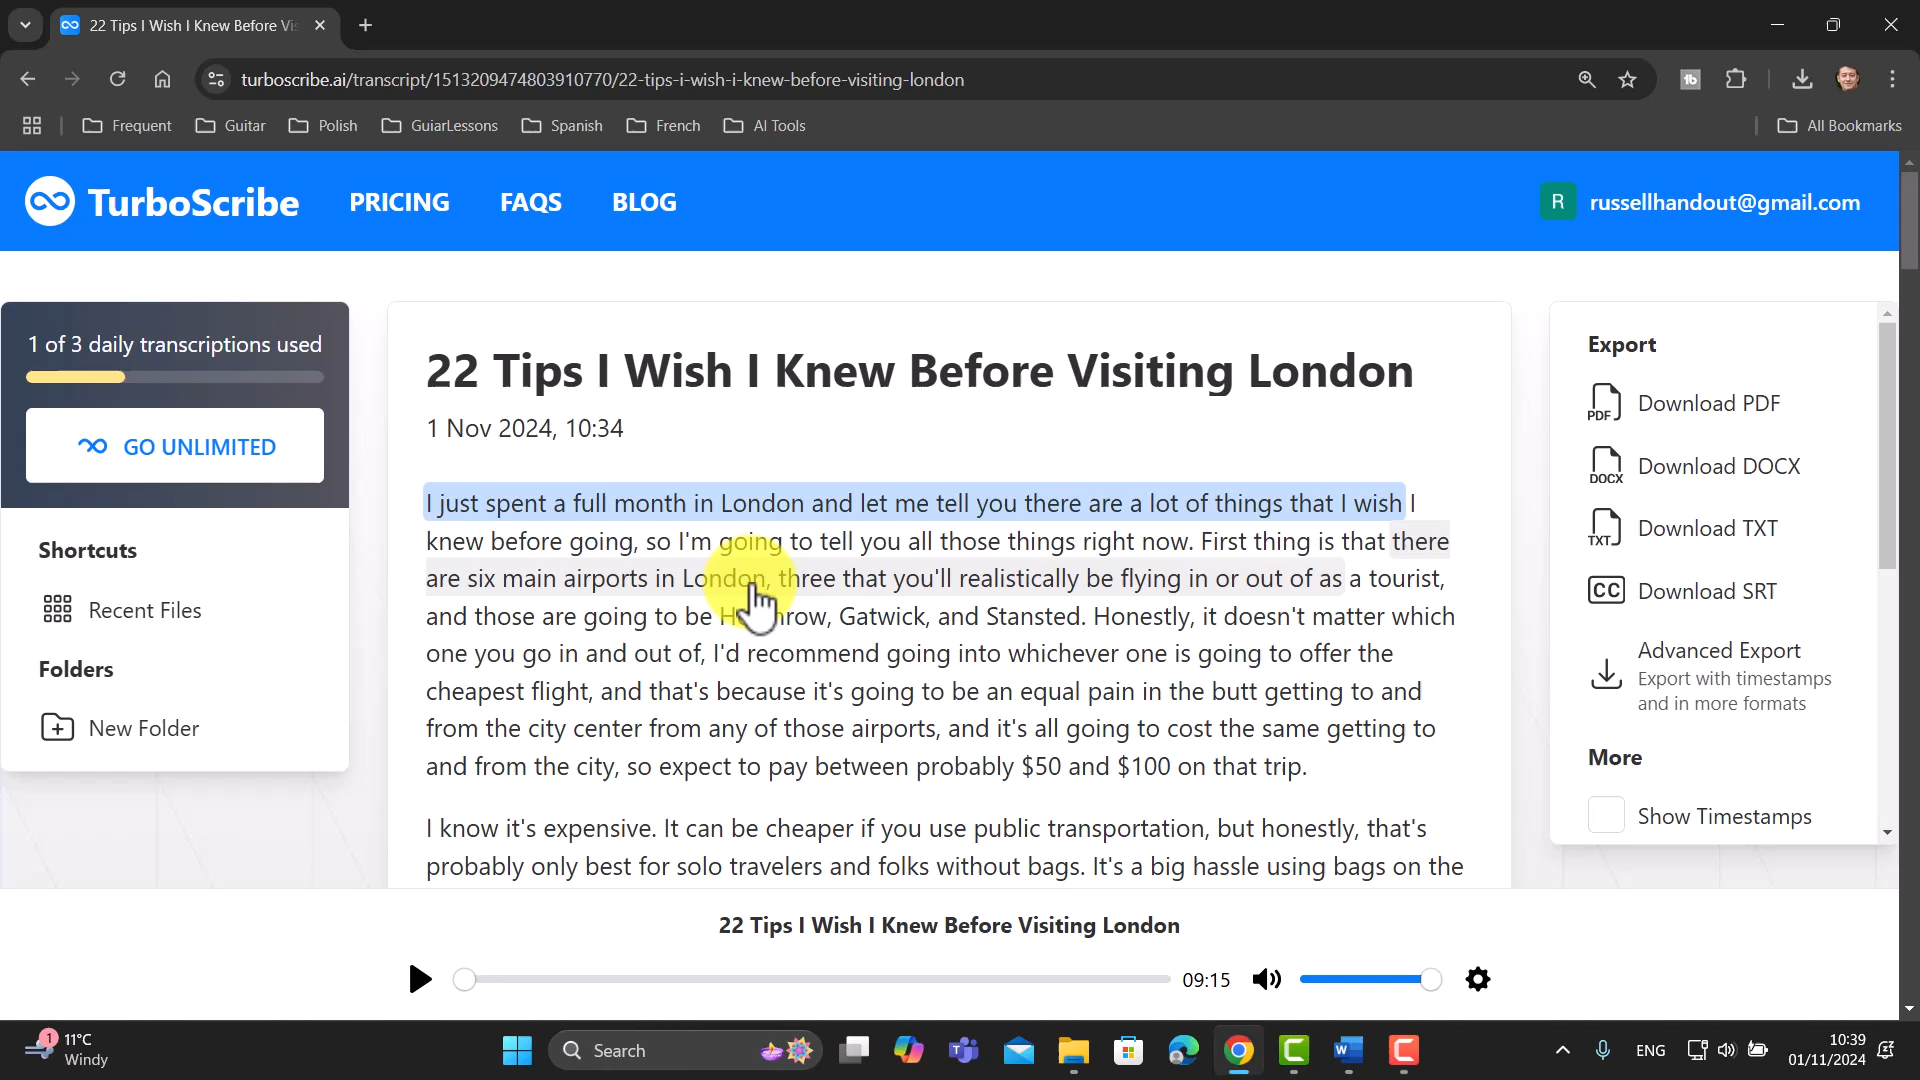 22 Tips I Wish I Knew Before Vis
turboscribe.ai/transcript/1513209474803910770/22-tips-i-wish-i-knew-before-visiting-london
Frequent
Guitar
Polish
GuiarLessons
Spanish
French
AI Tools
All Bookmarks
TurboScribe
PRICING
FAQS
BLOG
R
russellhandout@gmail.com
1 of 3 daily transcriptions used
GO UNLIMITED
Shortcuts
Recent Files
Folders
New Folder
22 Tips I Wish I Knew Before Visiting London
1 Nov 2024, 10:34
I just spent a full month in London and let me tell you there are a lot of things that I wish I
knew before going, so I'm going to tell you all those things right now. First thing is that there
are six main airports in London, three that you'll realistically be flying in or out of as a tourist,
and those are going to be Heathrow, Gatwick, and Stansted. Honestly, it doesn't matter which
one you go in and out of, I'd recommend going into whichever one is going to offer the
cheapest flight, and that's because it's going to be an equal pain in the butt getting to and
from the city center from any of those airports, and it's all going to cost the same getting to
and from the city, so expect to pay between probably $50 and $100 on that trip.
I know it's expensive. It can be cheaper if you use public transportation, but honestly, that's
probably only best for solo travelers and folks without bags. It's a big hassle using bags on the
Export
PDF
Download PDF
DOCX
Download DOCX
TXT
Download TXT
CC
Download SRT
Advanced Export
Export with timestamps
and in more formats
More
Show Timestamps
22 Tips I Wish I Knew Before Visiting London
09:15
1
11°C
Windy
Search
ENG
10:39
01/11/2024